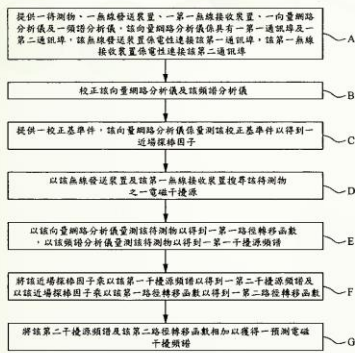 提供一待測物、一無線發送裝置、一第一無線接收裝置、一向量網路
分析儀及一頻譜分析儀,該向量網路分析儀係具有一第一通訊埠及一
第二通訊埠,該無線發送裝置係電性連接該第一通訊埠,該第一無線
接收裝置係電性連接該第二通訊埠
A
校正該向量網路分析儀及該頻譜分析儀
B
提供一校正基準件,該向量網路分析儀係量測該校正基準件以得到一
近場探棒因子
C
以該無線發送裝置及該第一無線接收裝置搜尋該待測物
之一電磁干擾源
D
以該向量網路分析儀量測該待測物以得到一第一路徑轉移函數
,以該頻譜分析儀量測該待測物以得到一第一干擾源頻譜
E
將該近場探棒因子乘以該第一干擾源頻譜以得到一第二干擾源頻譜及
以該近場探棒因子乘以該第一路徑轉移函數以得到一第二路徑轉移函數
F
將該第二干擾源頻譜及該第二路徑轉移函數相加以獲得一預測電磁
干擾頻譜
G